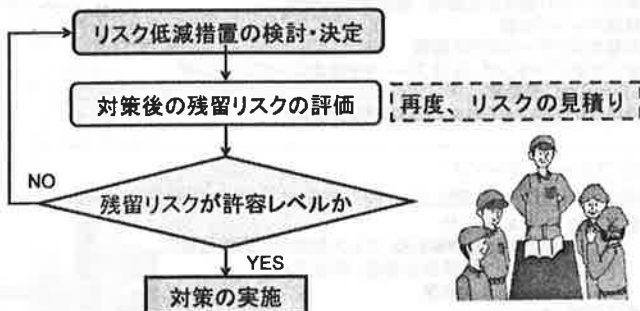 リスク低減措置の検討・決定
対策後の残留リスクの評価
再度、リスクの見積り
NO
残留リスクが許容レベルか
YES
対策の実施